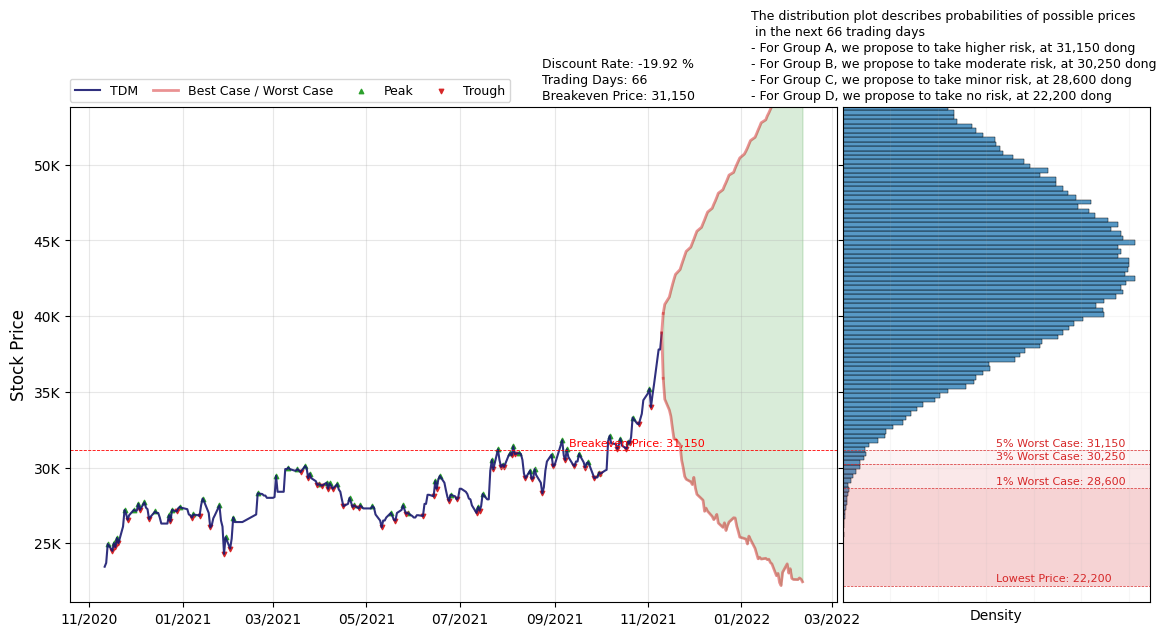 The distribution plot describes probabilities of possible prices
in the next 66 trading days
- For Group A, we propose to take higher risk, at 31,150 dong
- For Group B, we propose to take moderate risk, at 30,250 dong
- For Group C, we propose to take minor risk, at 28,600 dong
- For Group D, we propose to take no risk, at 22,200 dong
Discount Rate: -19.92 %
Trading Days: 66
Breakeven Price: 31,150
TDM Best Case / Worst Case Peak Trough
Stock Price
50K
45K
40K
35K
30K
25K
Breakeven Price: 31,150
5% Worst Case: 31,150
3% Worst Case: 30,250
1% Worst Case: 28,600
Lowest Price: 22,200
11/2020 01/2021 03/2021 05/2021 07/2021 09/2021 11/2021 01/2022 03/2022
Density